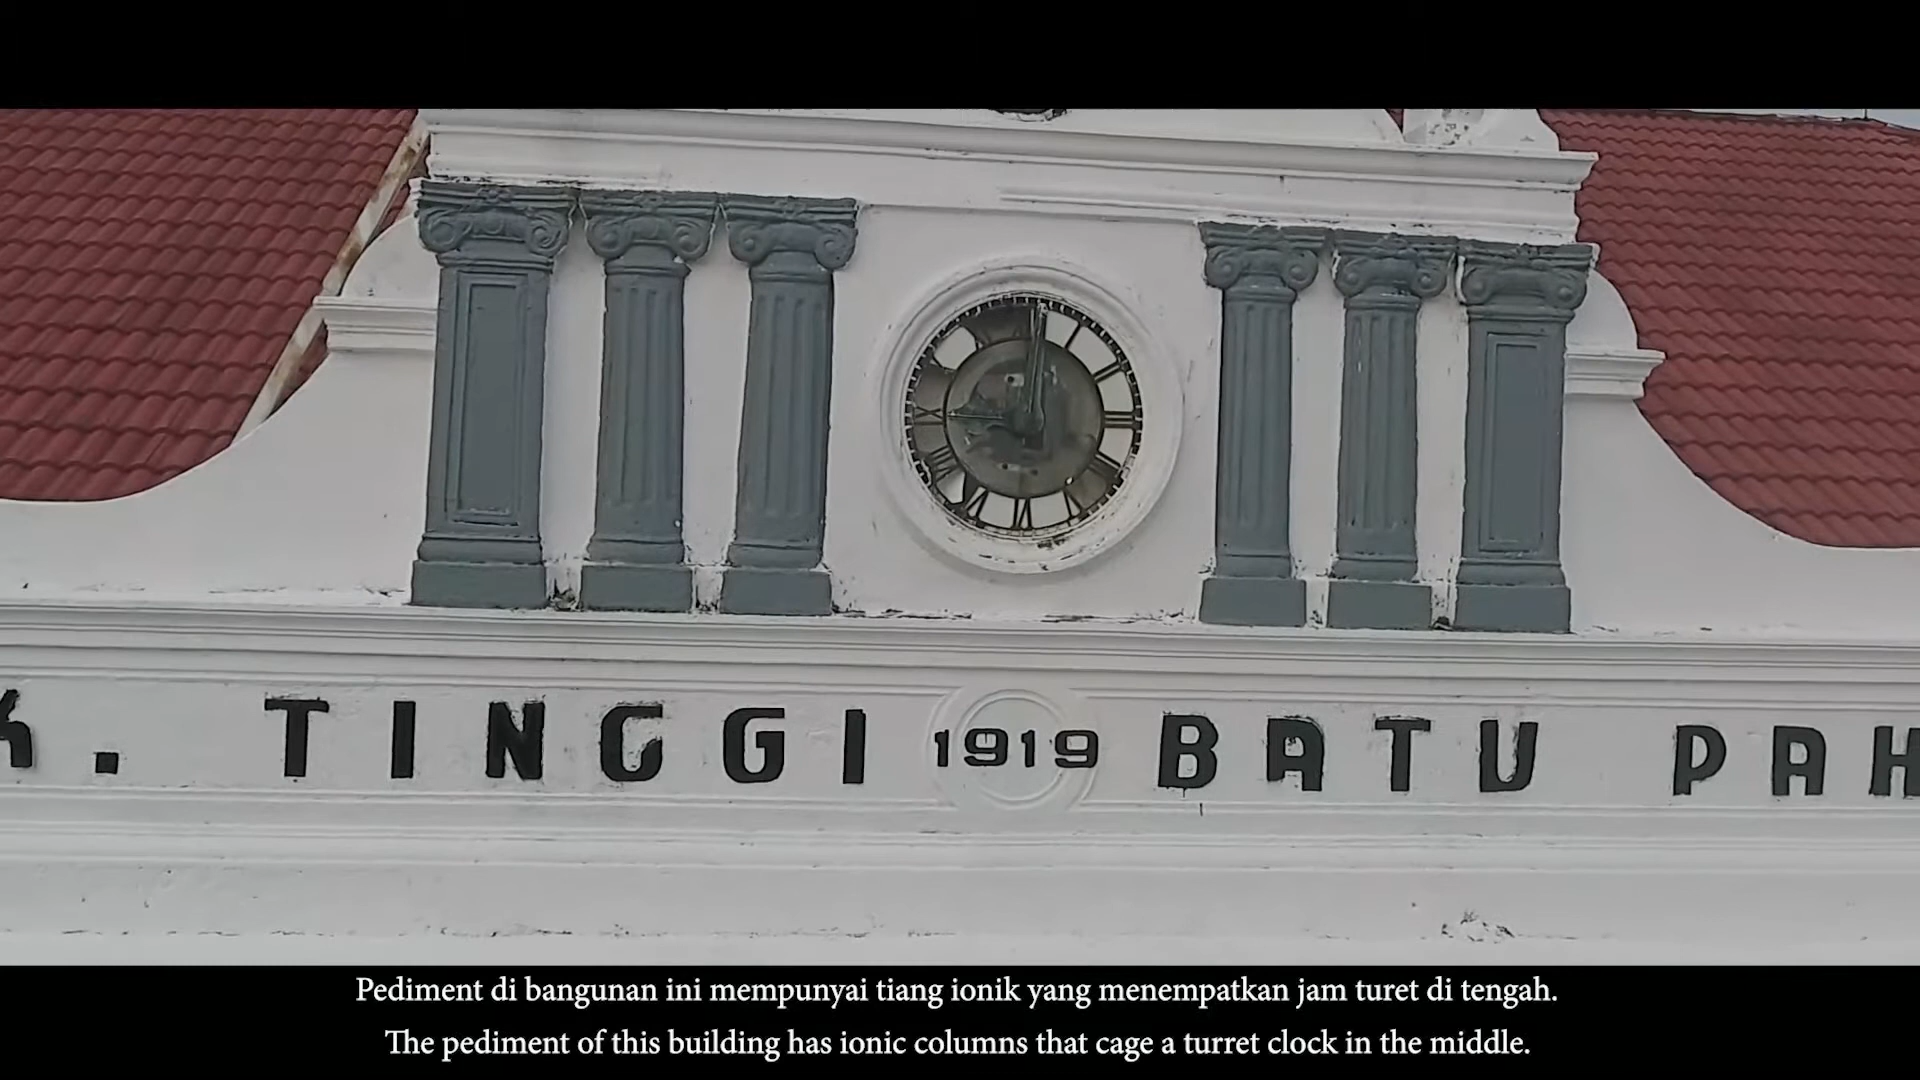 K. TINGGI 1919 BATU PAH
Pediment di bangunan ini mempunyai tiang ionik yang menempatkan jam turet di tengah.
The pediment of this building has ionic columns that cage a turret clock in the middle.